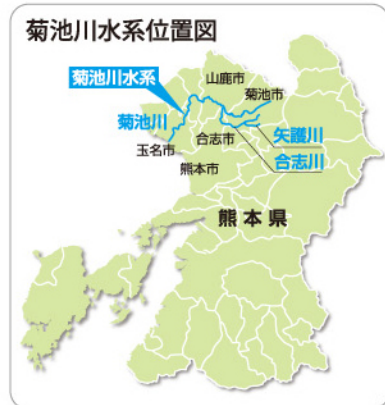 菊池川水系位置図
山鹿市
菊池川水系
菊池市
菊池川
矢護川
合志市
玉名市
合志川
熊本市
熊本県